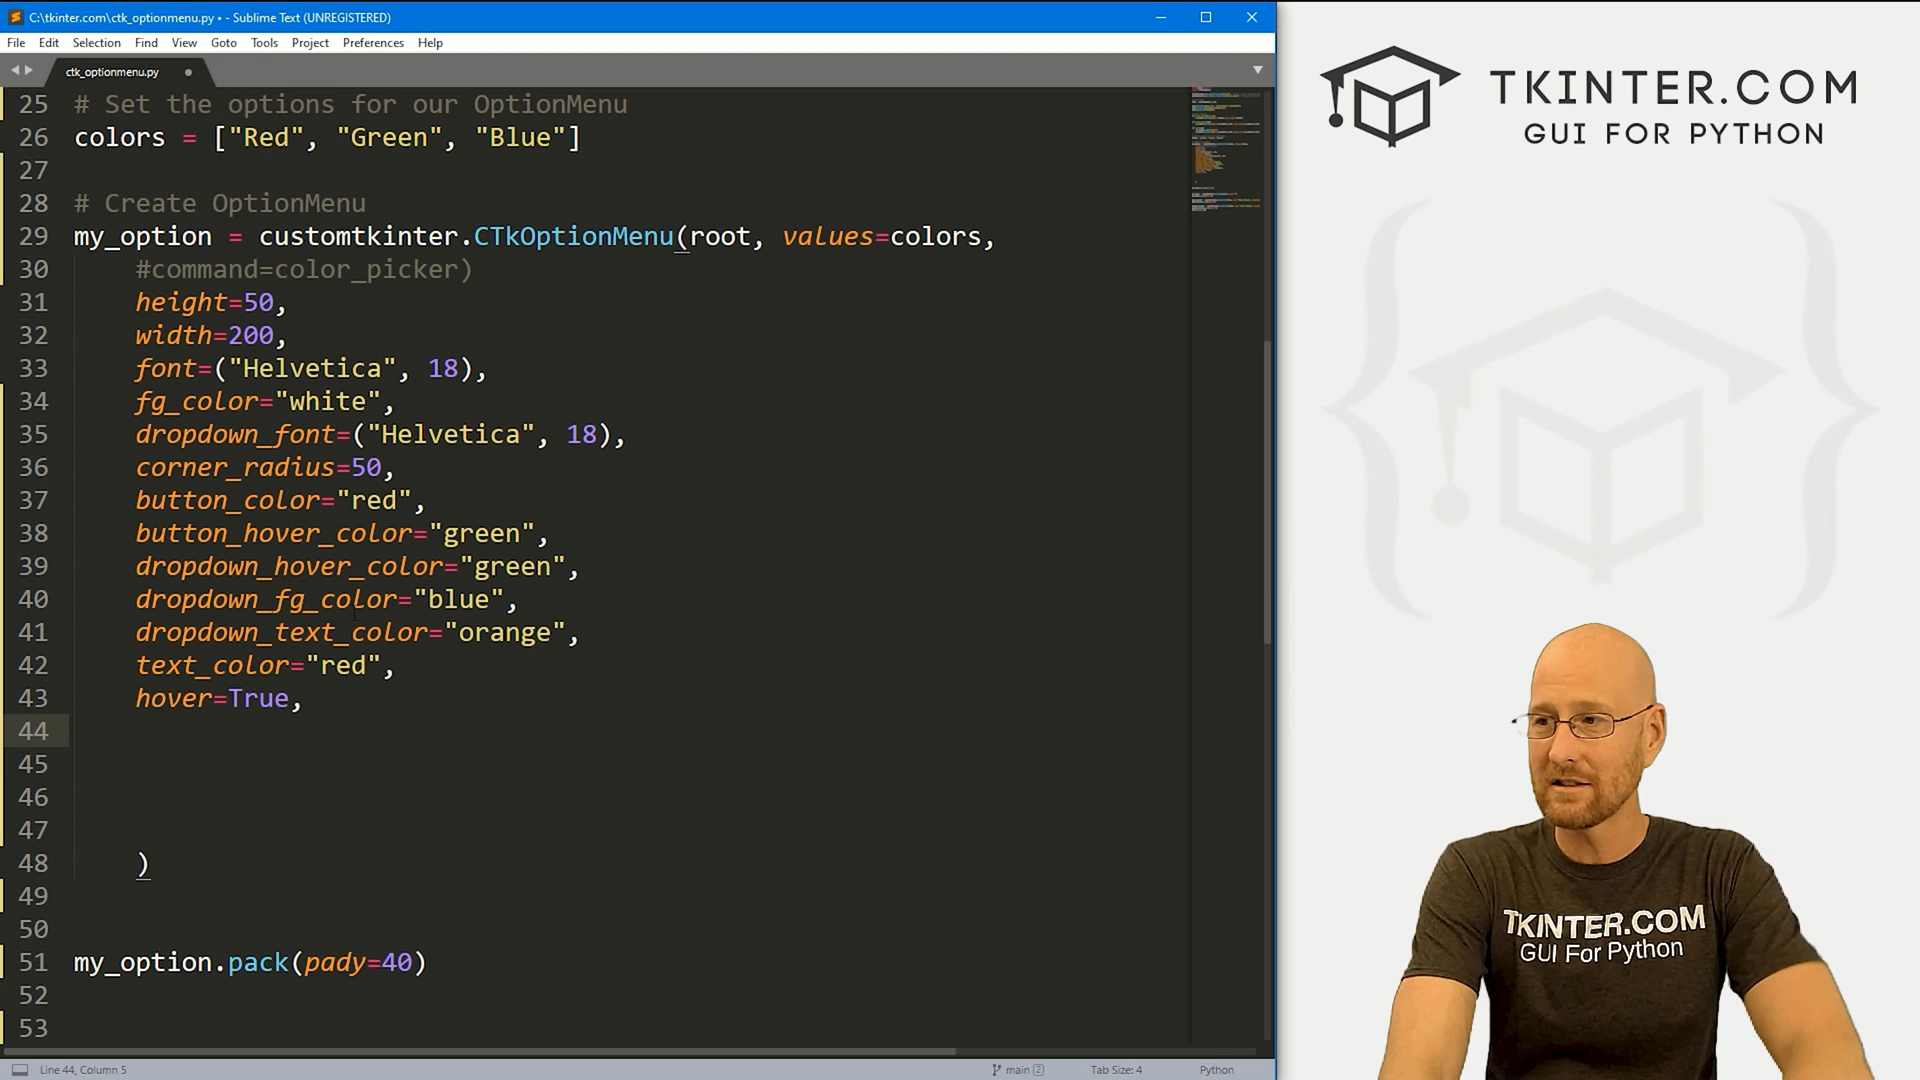 C:\tkinter.com\ctk_optionmenu.py • - Sublime Text (UNREGISTERED)
File Edit Selection Find View Goto Tools Project Preferences Help
ctk_optionmenu.py
25 # Set the options for our OptionMenu
26 colors = ["Red", "Green", "Blue"]
27
28 # Create OptionMenu
29 my_option = customtkinter.CTkOptionMenu(root, values=colors,
30 #command=color_picker)
31 height=50,
32 width=200,
33 font=("Helvetica", 18),
34 fg_color="white",
35 dropdown_font=("Helvetica", 18),
36 corner_radius=50,
37 button_color="red",
38 button_hover_color="green",
39 dropdown_hover_color="green",
40 dropdown_fg_color="blue",
41 dropdown_text_color="orange",
42 text_color="red",
43 hover=True,
44
45
46
47
48 )
49
50
51 my_option.pack(pady=40)
52
53
Line 44, Column 5 main 2 Tab Size: 4 Python
TKINTER.COM
GUI FOR PYTHON
TKINTER.COM
GUI For Python